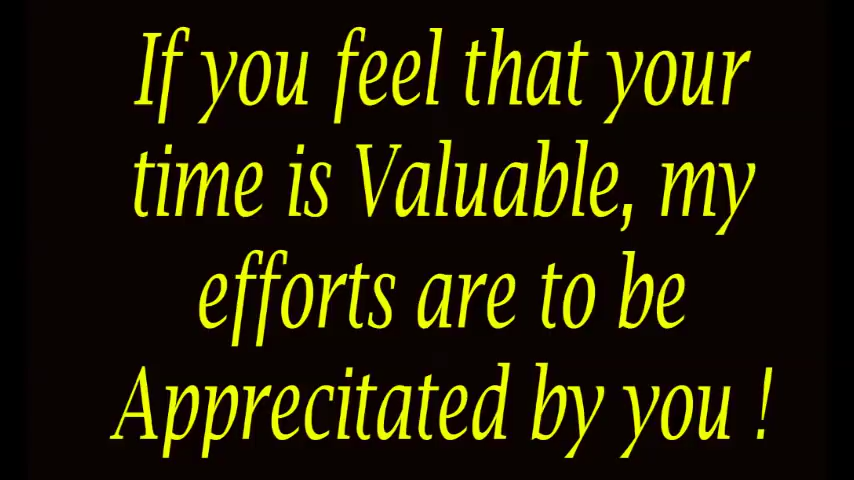 If you feel that your
time is Valuable, my
efforts are to be
Apprecitated by you !